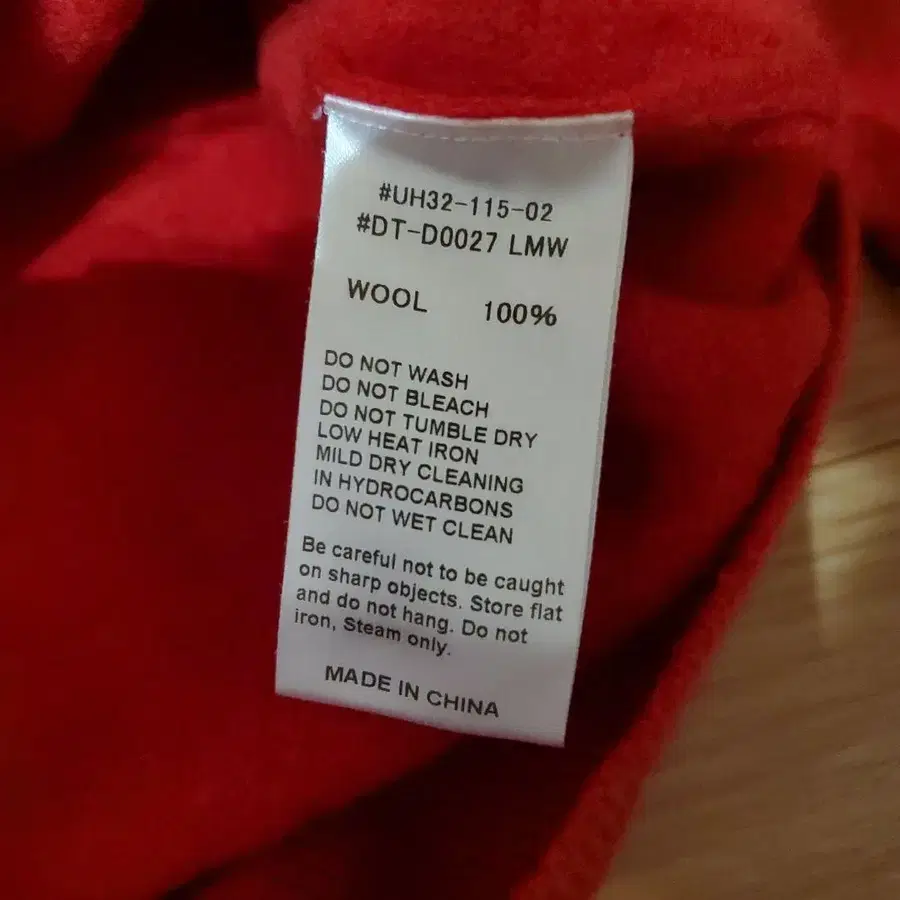 #UH32-115-02
#DT-D0027 LMW
WOOL 100%
DO NOT WASH
DO NOT BLEACH
DO NOT TUMBLE DRY
LOW HEAT IRON
MILD DRY CLEANING
IN HYDROCARBONS
DO NOT WET CLEAN
Be careful not to be caught
on sharp objects. Store flat
and do not hang. Do not
iron, Steam only.
MADE IN CHINA